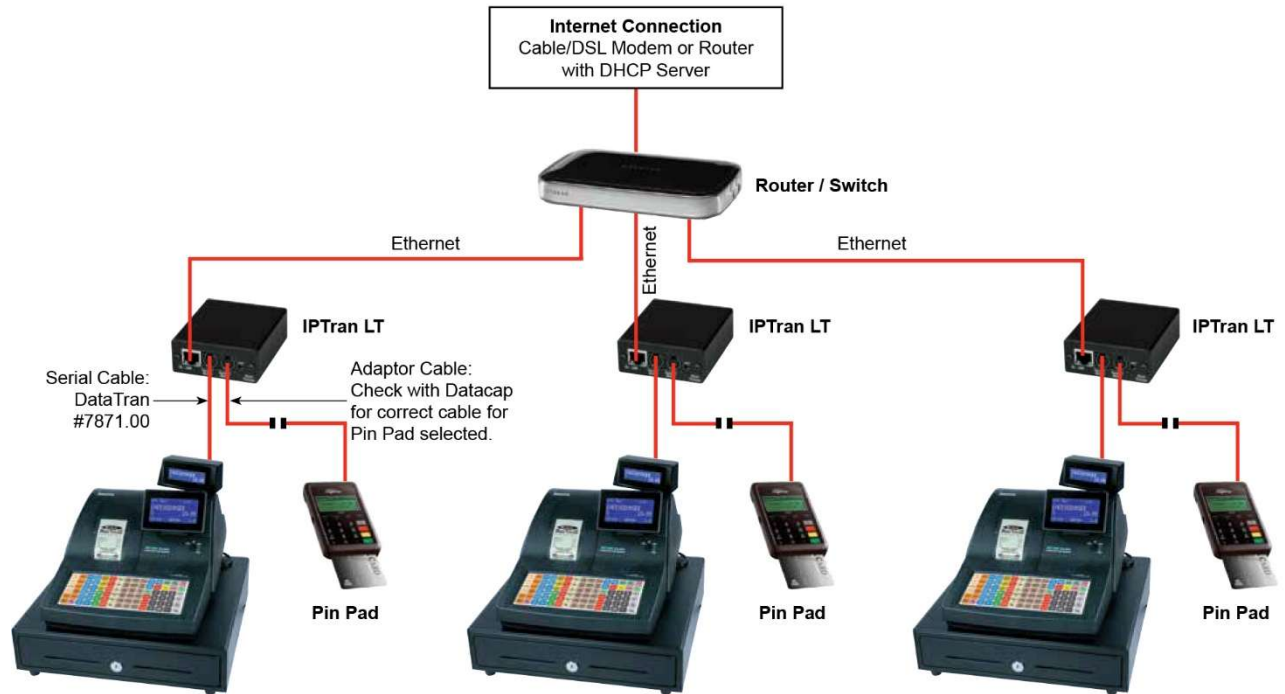 Internet Connection
Cable/DSL Modem or Router
with DHCP Server
Router / Switch
Ethernet
Ethernet
Ethernet
IPTran LT
IPTran LT
IPTran LT
Serial Cable:
DataTran
#7871.00
Adaptor Cable:
Check with Datacap
for correct cable for
Pin Pad selected.
Pin Pad
Pin Pad
Pin Pad